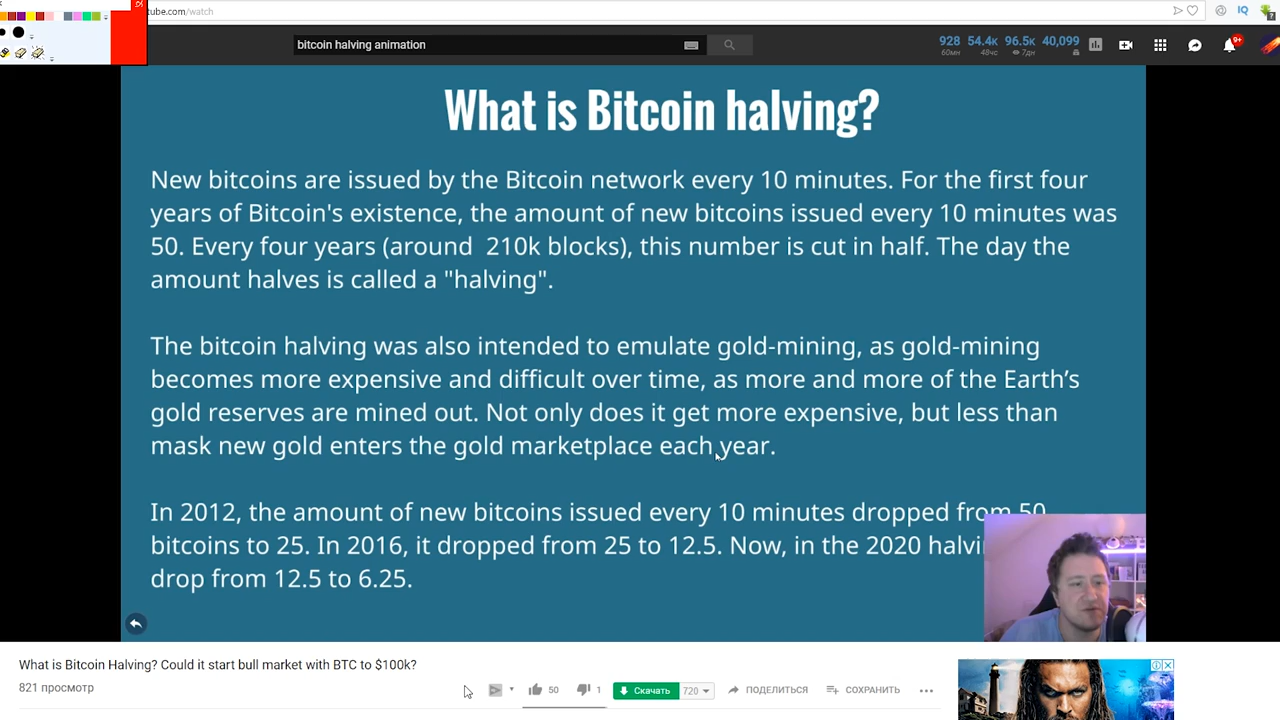 tube.com/watch
IQ
7
bitcoin halving animation
928 54.4K 96.5K 40,099
60мн 48чс 7дн
9+
What is Bitcoin halving?
New bitcoins are issued by the Bitcoin network every 10 minutes. For the first four
years of Bitcoin's existence, the amount of new bitcoins issued every 10 minutes was
50. Every four years (around 210k blocks), this number is cut in half. The day the
amount halves is called a "halving".
The bitcoin halving was also intended to emulate gold-mining, as gold-mining
becomes more expensive and difficult over time, as more and more of the Earth's
gold reserves are mined out. Not only does it get more expensive, but less than
mask new gold enters the gold marketplace each year.
In 2012, the amount of new bitcoins issued every 10 minutes dropped from 50
bitcoins to 25. In 2016, it dropped from 25 to 12.5. Now, in the 2020
drop from 12.5 to 6.25.
What is Bitcoin Halving? Could it start bull market with BTC to $100k?
821 просмотр
50 1 Скачать 720 ПОДЕЛИТЬСЯ СОХРАНИТЬ